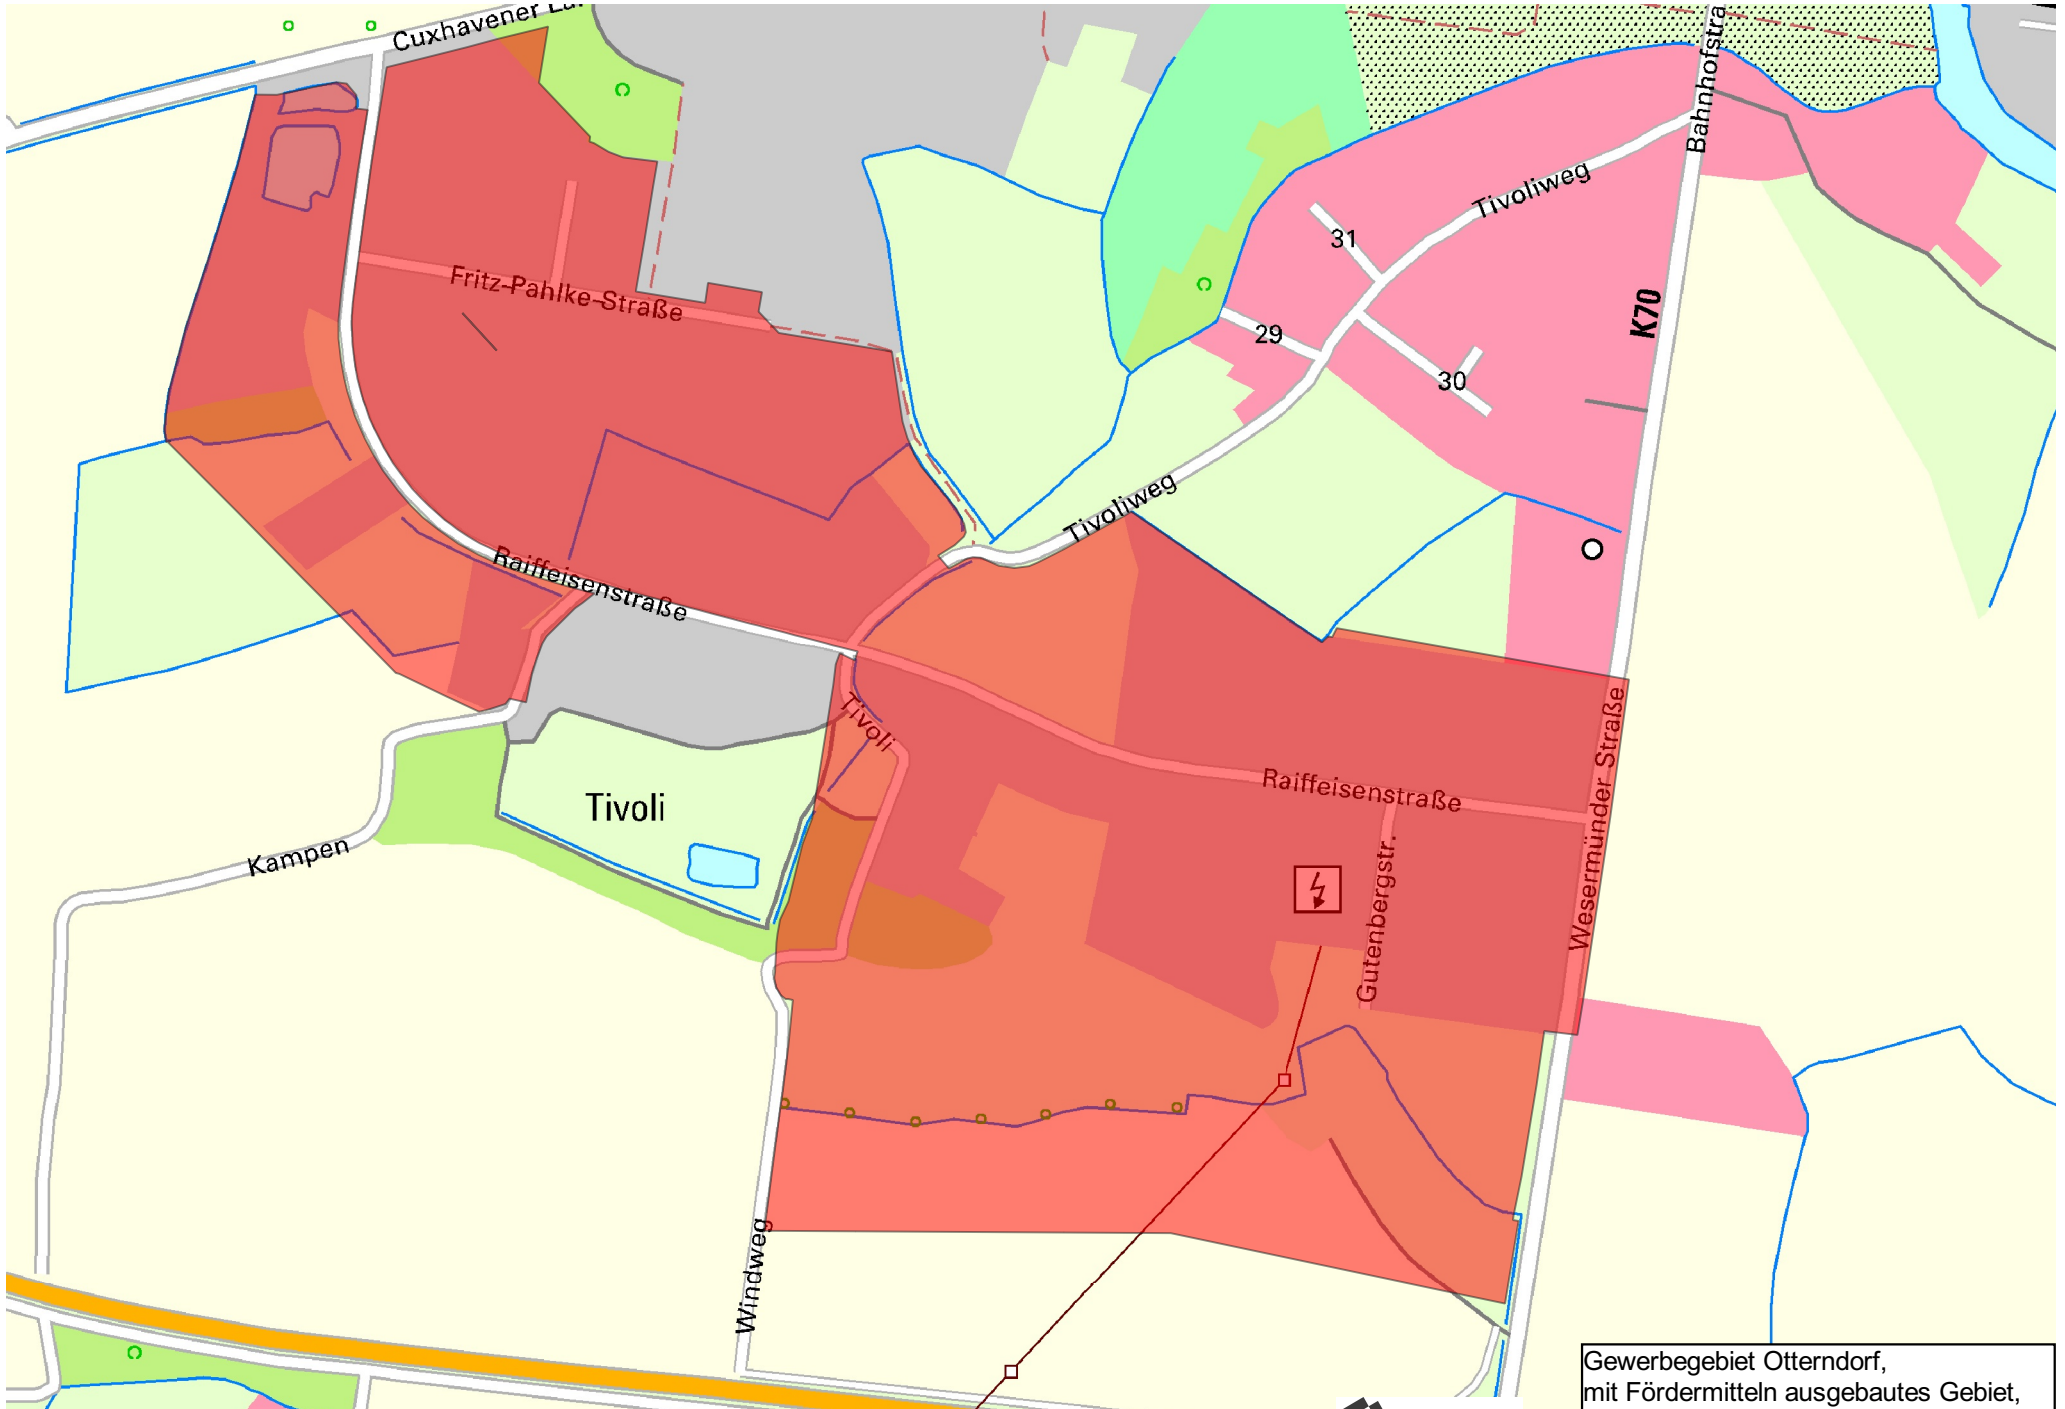 Cuxhavener
Bahnhofstra
Tivoliweg
31
Fritz-Pahlke-Straße
K70
29
30
Tivoliweg
Raiffeisenstraße
Tivoli
Wesermünder Straße
Raiffeisenstraße
Tivoli
Kampen
Gutenbergstr.
Windweg
Gewerbegebiet Otterndorf,
mit Fördermitteln ausgebautes Gebiet,